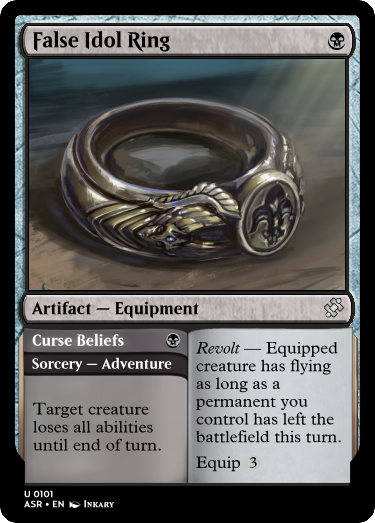 False Idol Ring
Artifact — Equipment
Curse Beliefs
Sorcery — Adventure
Target creature
loses all abilities
until end of turn.
Revolt — Equipped
creature has flying
as long as a
permanent you
control has left the
battlefield this turn.
Equip 3
U 0101
ASR • EN Inkary